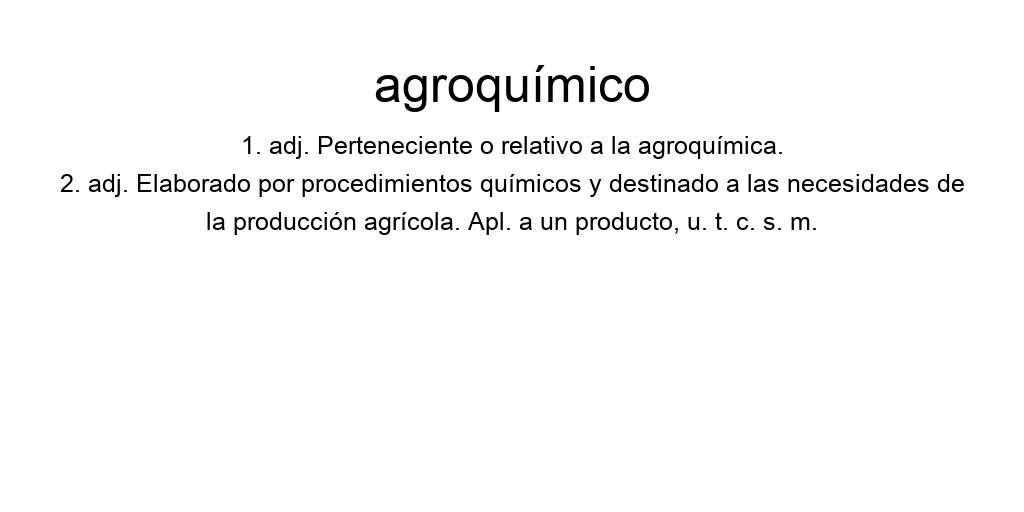 agroquímico
1. adj. Perteneciente o relativo a la agroquímica.
2. adj. Elaborado por procedimientos químicos y destinado a las necesidades de
la producción agrícola. Apl. a un producto, u. t. c. s. m.